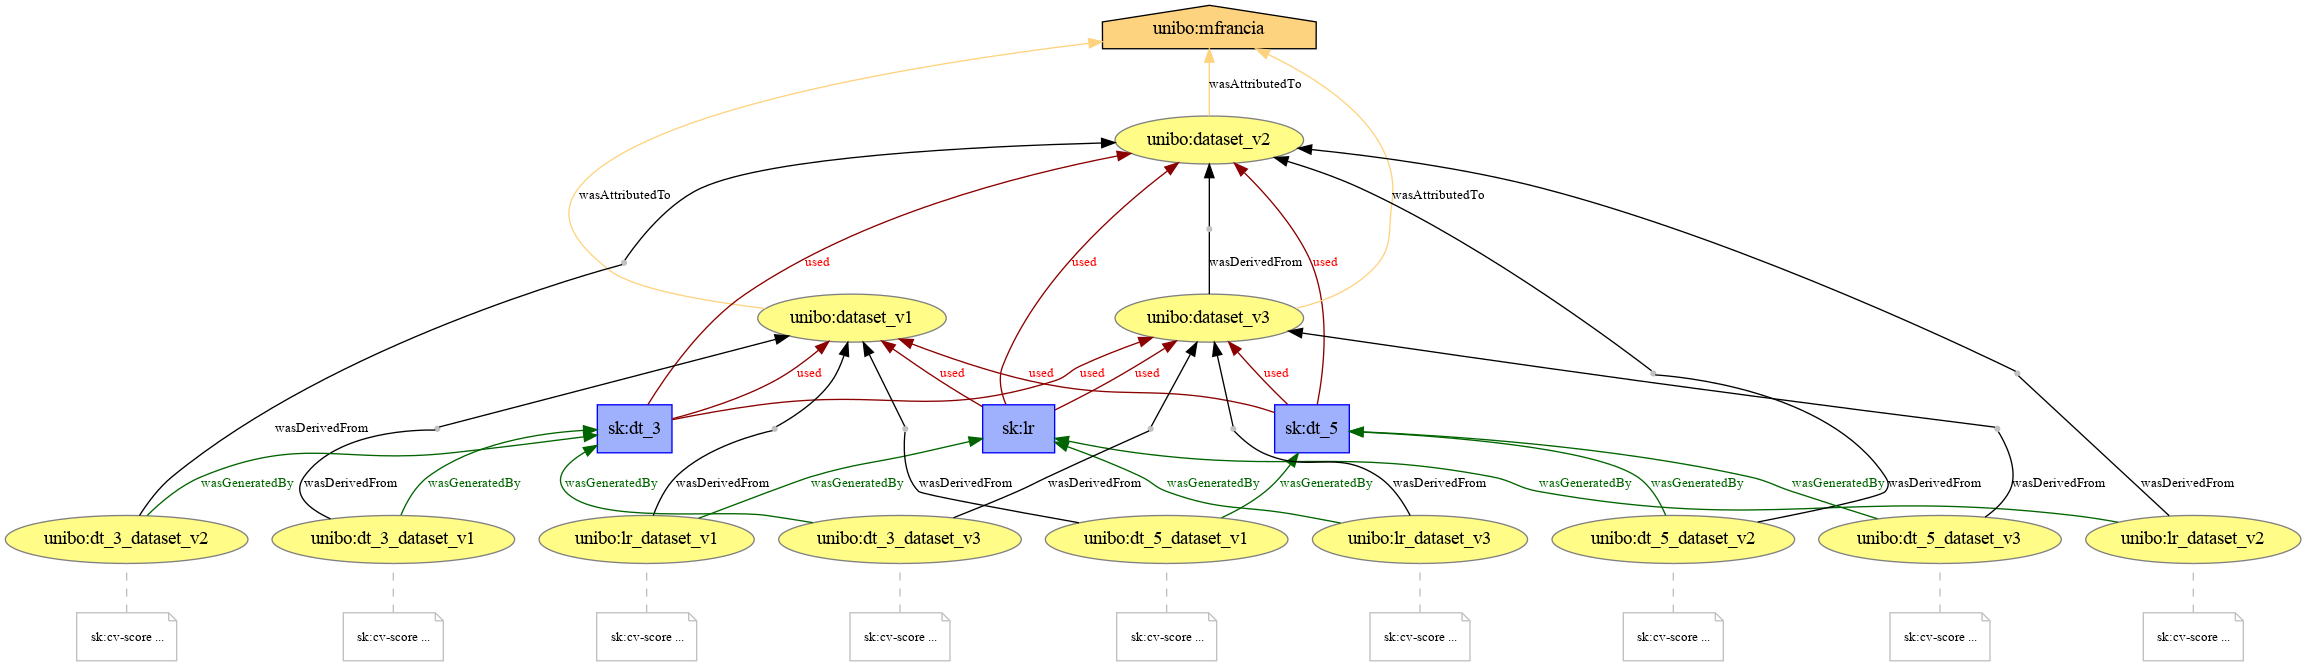 unibo:mfrancia
wasAttributedTo
unibo:dataset_v2
wasAttributedTo
wasAttributedTo
used
used
wasDerivedFrom
used
unibo:dataset_v1
unibo:dataset_v3
used
used
used
used
used
used
wasDerivedFrom
sk:dt_3
sk:lr
sk:dt_5
wasGeneratedBy
wasDerivedFrom
wasGeneratedBy
wasGeneratedBy
wasDerivedFrom
wasGeneratedBy
wasDerivedFrom
wasDerivedFrom
wasGeneratedBy
wasGeneratedBy
wasDerivedFrom
wasGeneratedBy
wasGeneratedBy
wasGeneratedBy
wasDerivedFrom
wasDerivedFrom
wasDerivedFrom
unibo:dt_3_dataset_v2
unibo:dt_3_dataset_v1
unibo:lr_dataset_v1
unibo:dt_3_dataset_v3
unibo:dt_5_dataset_v1
unibo:lr_dataset_v3
unibo:dt_5_dataset_v2
unibo:dt_5_dataset_v3
unibo:lr_dataset_v2
sk:cv-score ...
sk:cv-score ...
sk:cv-score ...
sk:cv-score ...
sk:cv-score ...
sk:cv-score ...
sk:cv-score ...
sk:cv-score ...
sk:cv-score ...